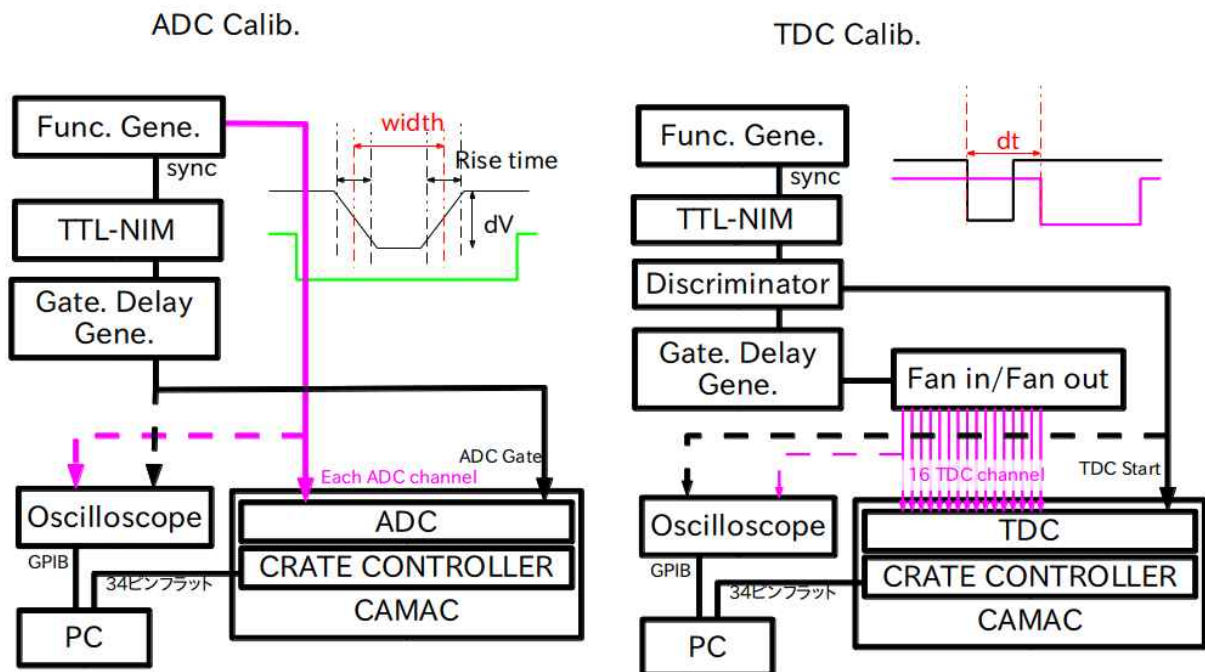 ADC Calib.
Func. Gene.
sync
TTL-NIM
Gate. Delay
Gene.
width
Rise time
dV
ADC Gate
Each ADC channel
Oscilloscope
ADC
GPIB
34ピンフラット
CRATE CONTROLLER
CAMAC
PC
TDC Calib.
Func. Gene.
sync
dt
TTL-NIM
Discriminator
Gate. Delay
Gene.
Fan in/Fan out
16 TDC channel
TDC Start
Oscilloscope
TDC
GPIB
34ピンフラット
CRATE CONTROLLER
CAMAC
PC